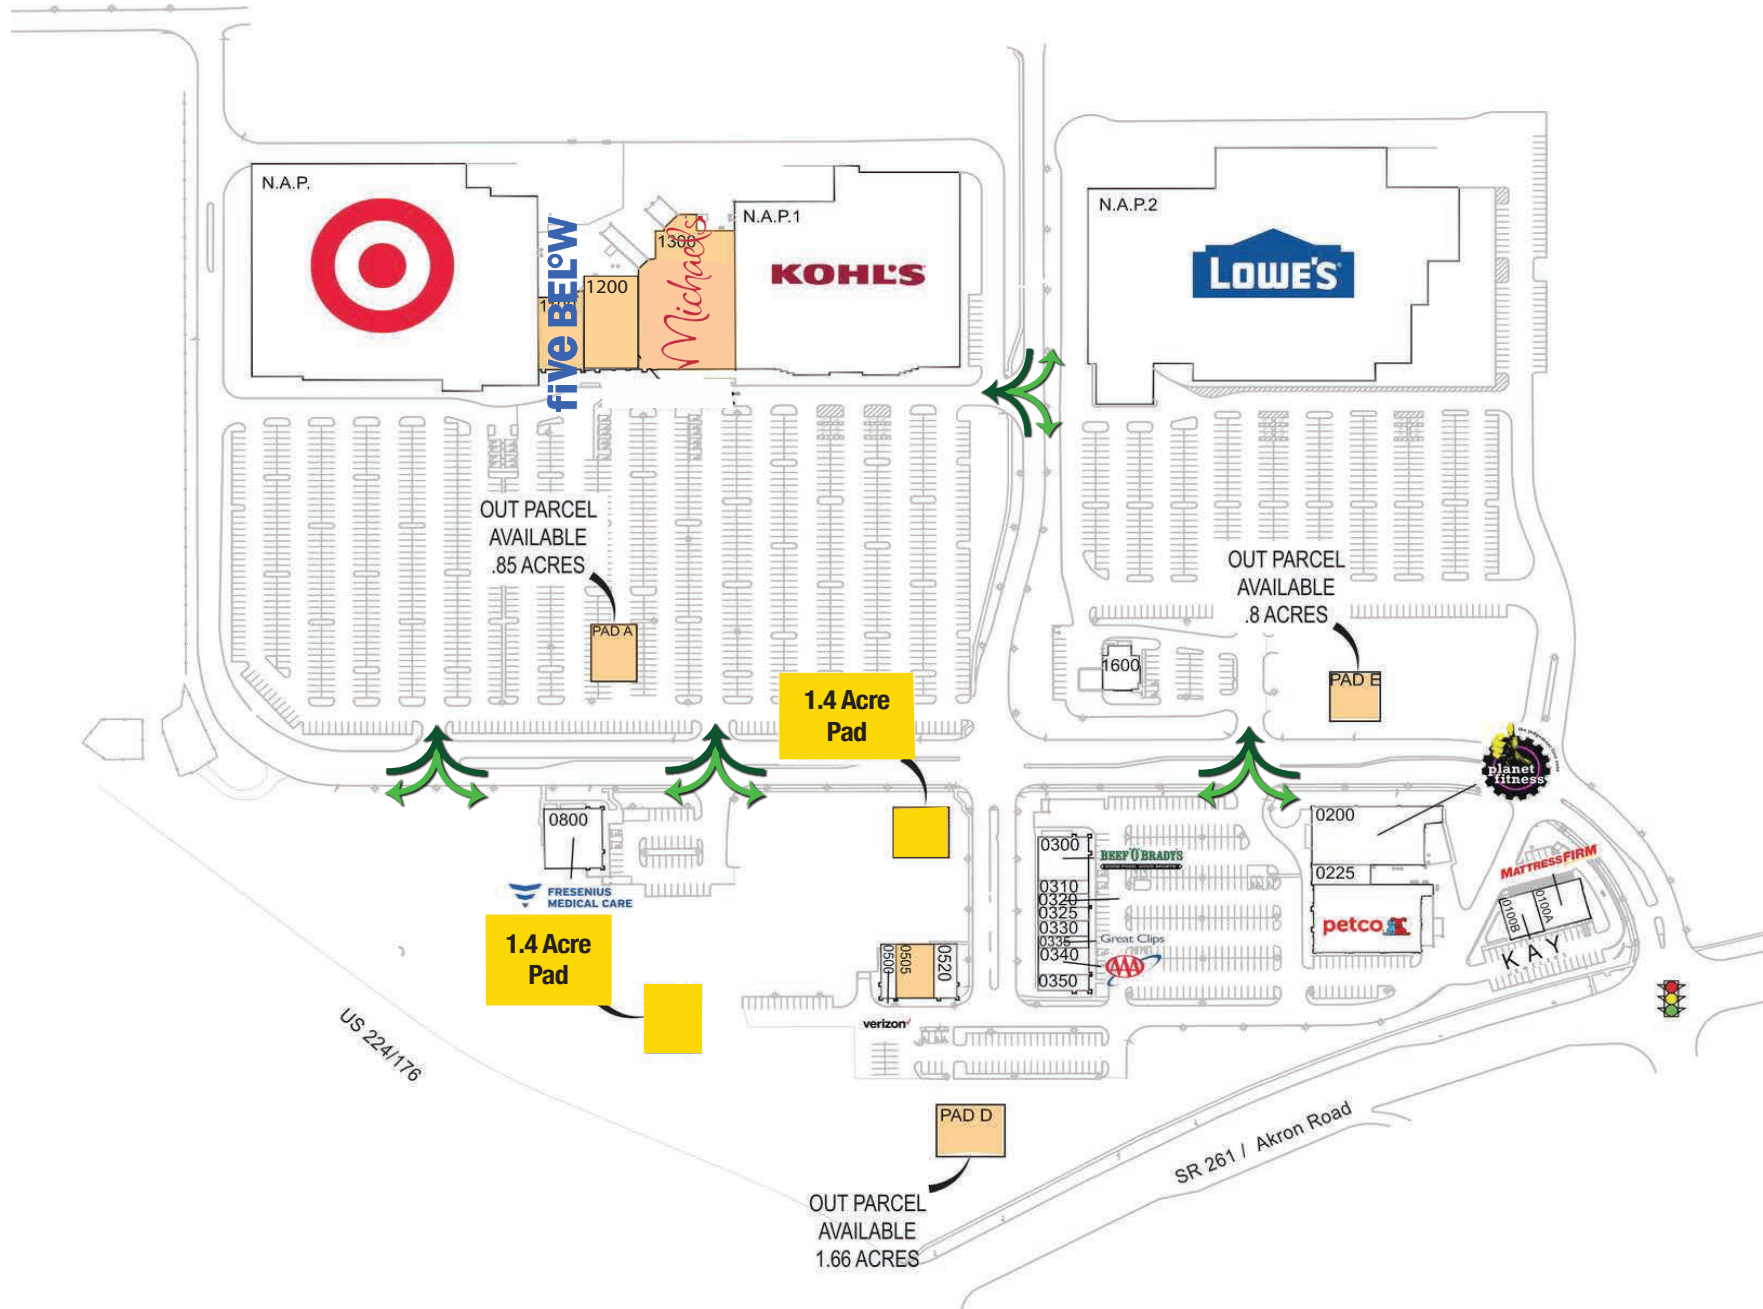 N.A.P.
five BELOW
1200
1300
Michaels
N.A.P.1
KOHL'S
N.A.P.2
LOWE'S
OUT PARCEL
AVAILABLE
.85 ACRES
PAD A
OUT PARCEL
AVAILABLE
.8 ACRES
1600
PAD E
1.4 Acre
Pad
planet
fitness
0800
FRESENIUS
MEDICAL CARE
1.4 Acre
Pad
0300
BEEF 'O' BRADY'S
0310
0320
0325
0330
0335
Great Clips
0340
AAA
0350
0200
0225
petco
MATTRESSFIRM
0100B
0100A
KAY
0500
0505
0520
verizon
US 224/176
PAD D
SR 261 / Akron Road
OUT PARCEL
AVAILABLE
1.66 ACRES